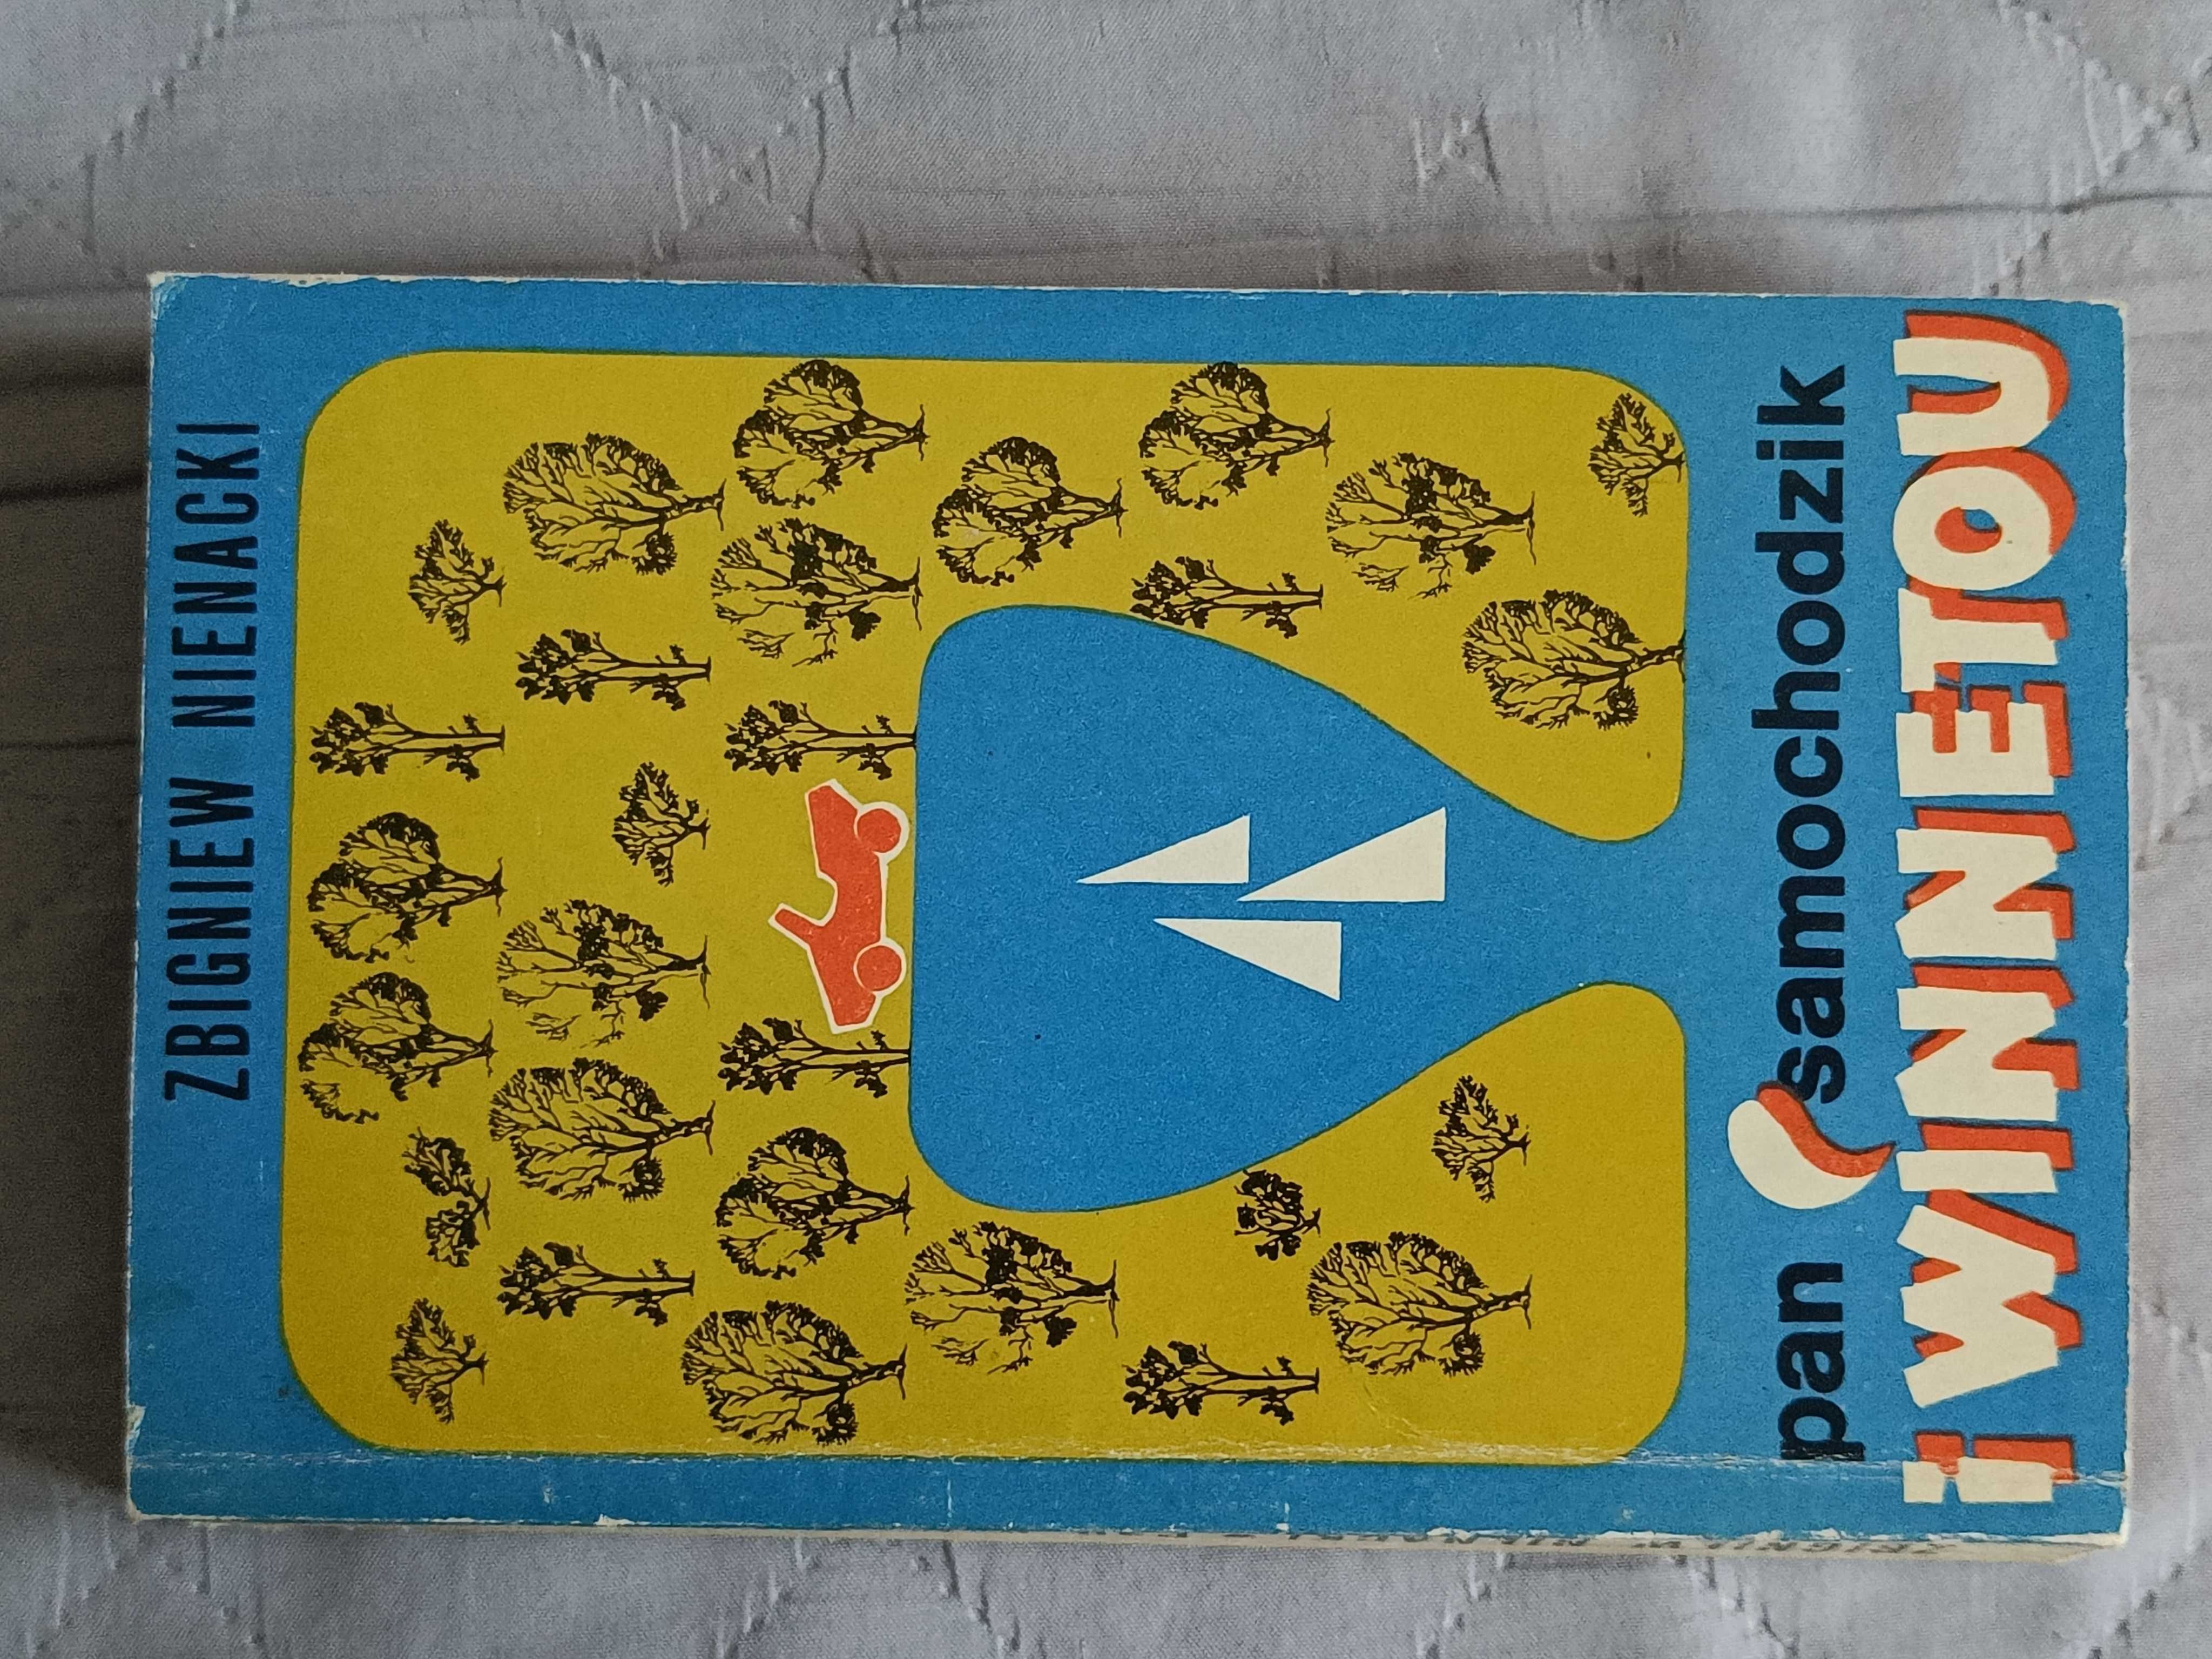 ZBIGNIEW NIENACKI
pan samochodzik
i WINNETOU